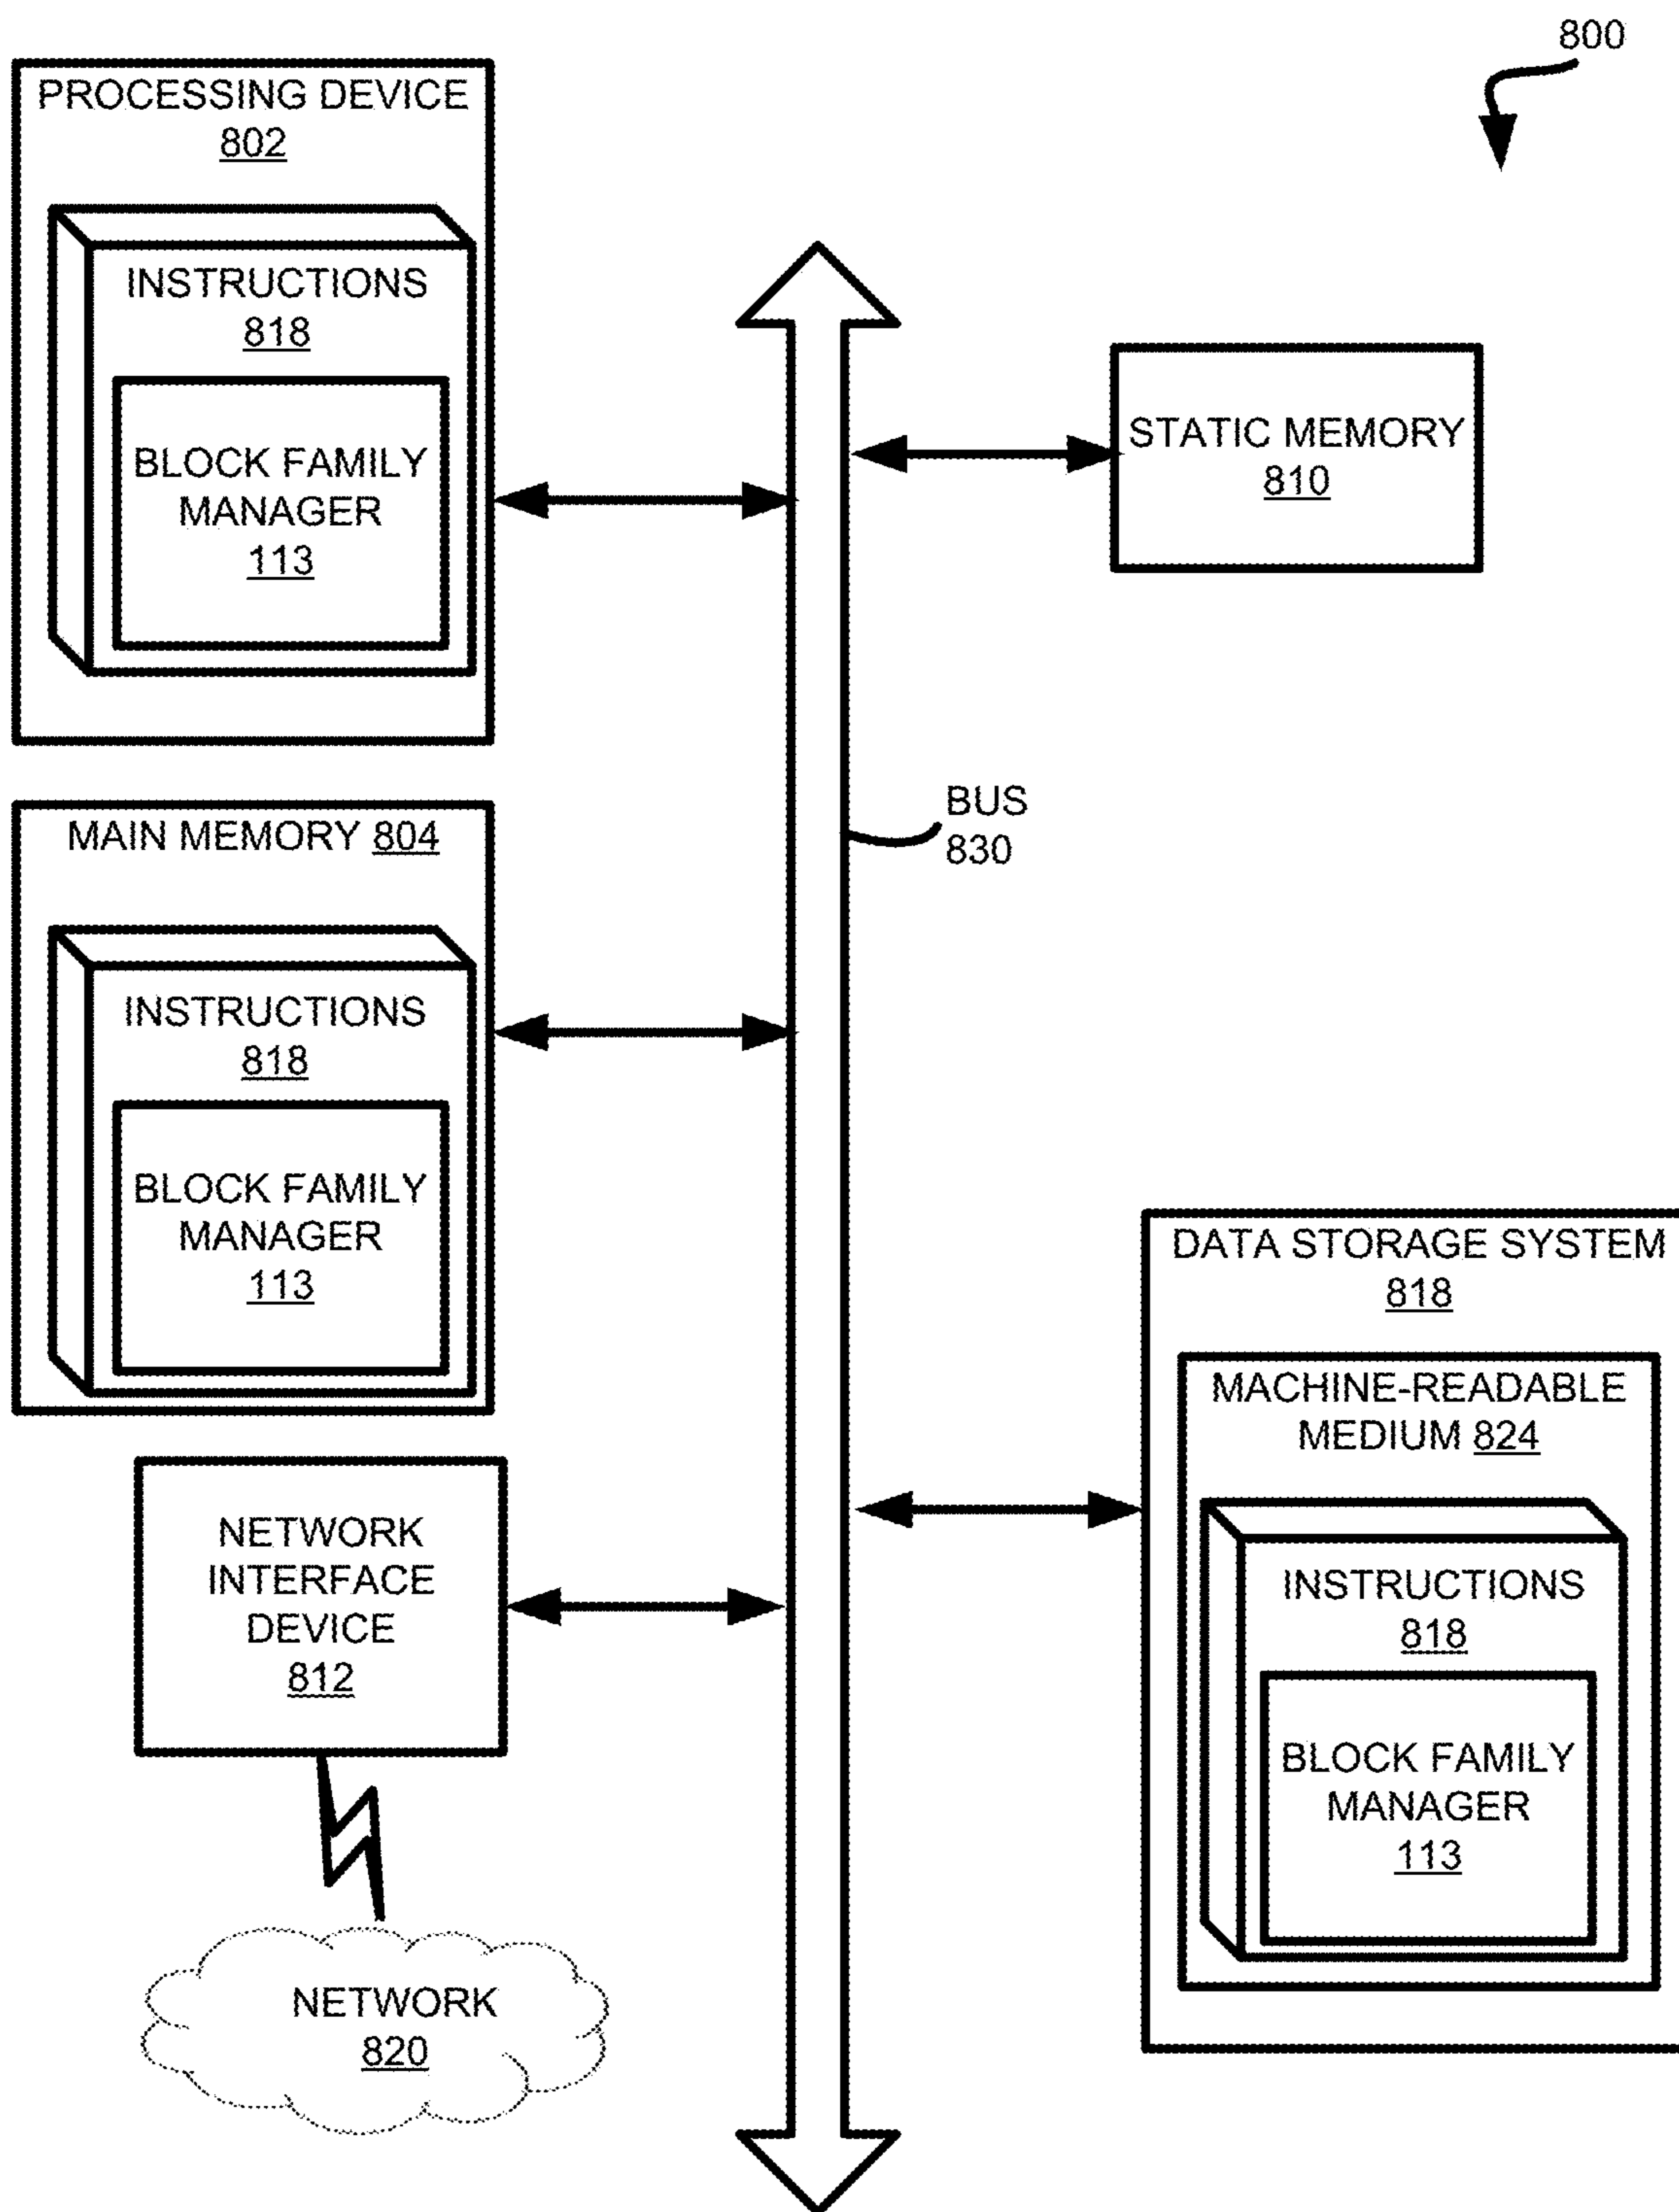 800
PROCESSING DEVICE
802
INSTRUCTIONS
818
BLOCK FAMILY
MANAGER
113
STATIC MEMORY
810
BUS
830
MAIN MEMORY 804
INSTRUCTIONS
818
BLOCK FAMILY
MANAGER
113
DATA STORAGE SYSTEM
818
MACHINE-READABLE
MEDIUM 824
INSTRUCTIONS
818
BLOCK FAMILY
MANAGER
113
NETWORK
INTERFACE
DEVICE
812
NETWORK
820